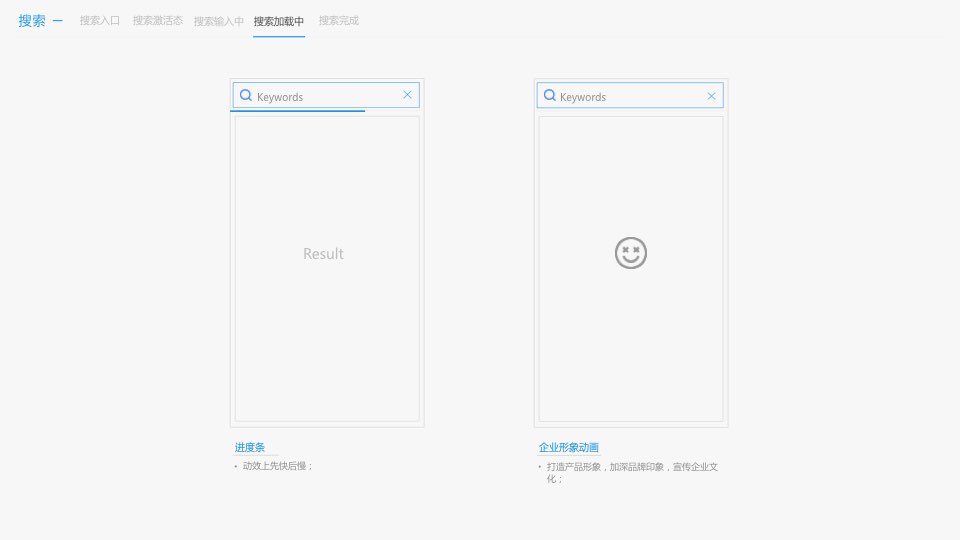 搜索 一 搜索入口 搜索激活态 搜索输入中 搜索加载中 搜索完成
Keywords
Result
进度条
• 动效上先快后慢；
Keywords
企业形象动画
• 打造产品形象，加深品牌印象，宣传企业文
化；